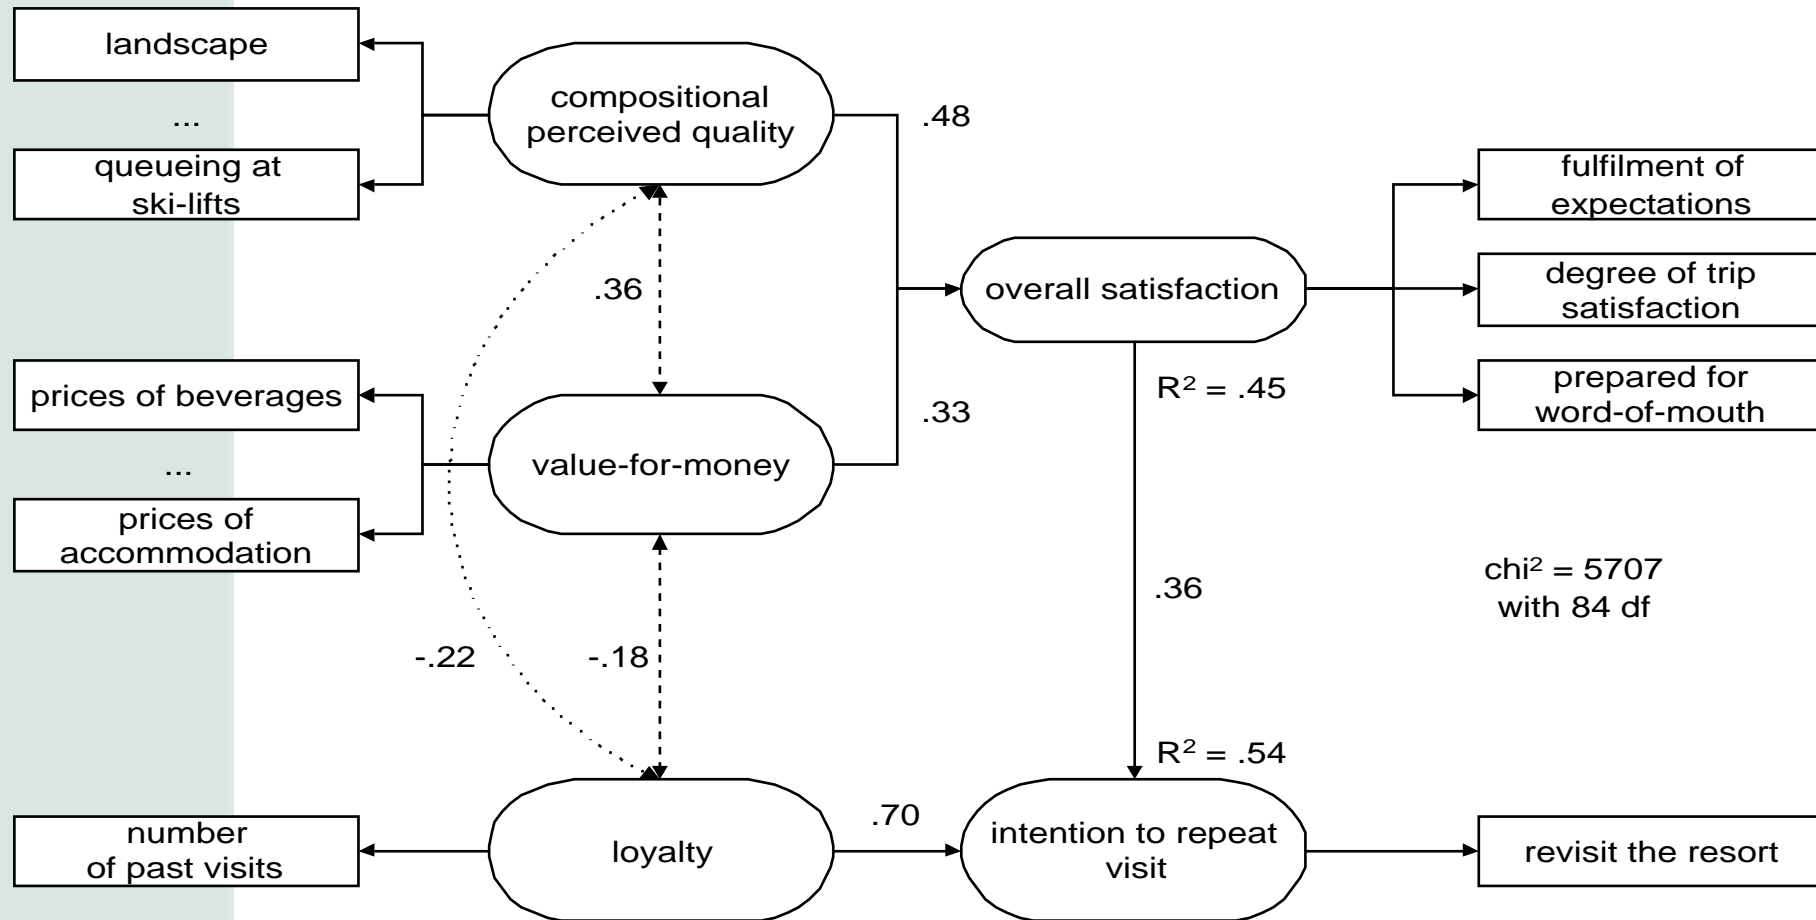 landscape
...
queueing at
ski-lifts
compositional
perceived quality
.48
fulfilment of
expectations
.36
overall satisfaction
degree of trip
satisfaction
prices of beverages
...
prices of
accommodation
value-for-money
.33
R² = .45
prepared for
word-of-mouth
chi² = 5707
with 84 df
.36
-.22
-.18
R² = .54
number
of past visits
loyalty
.70
intention to repeat
visit
revisit the resort